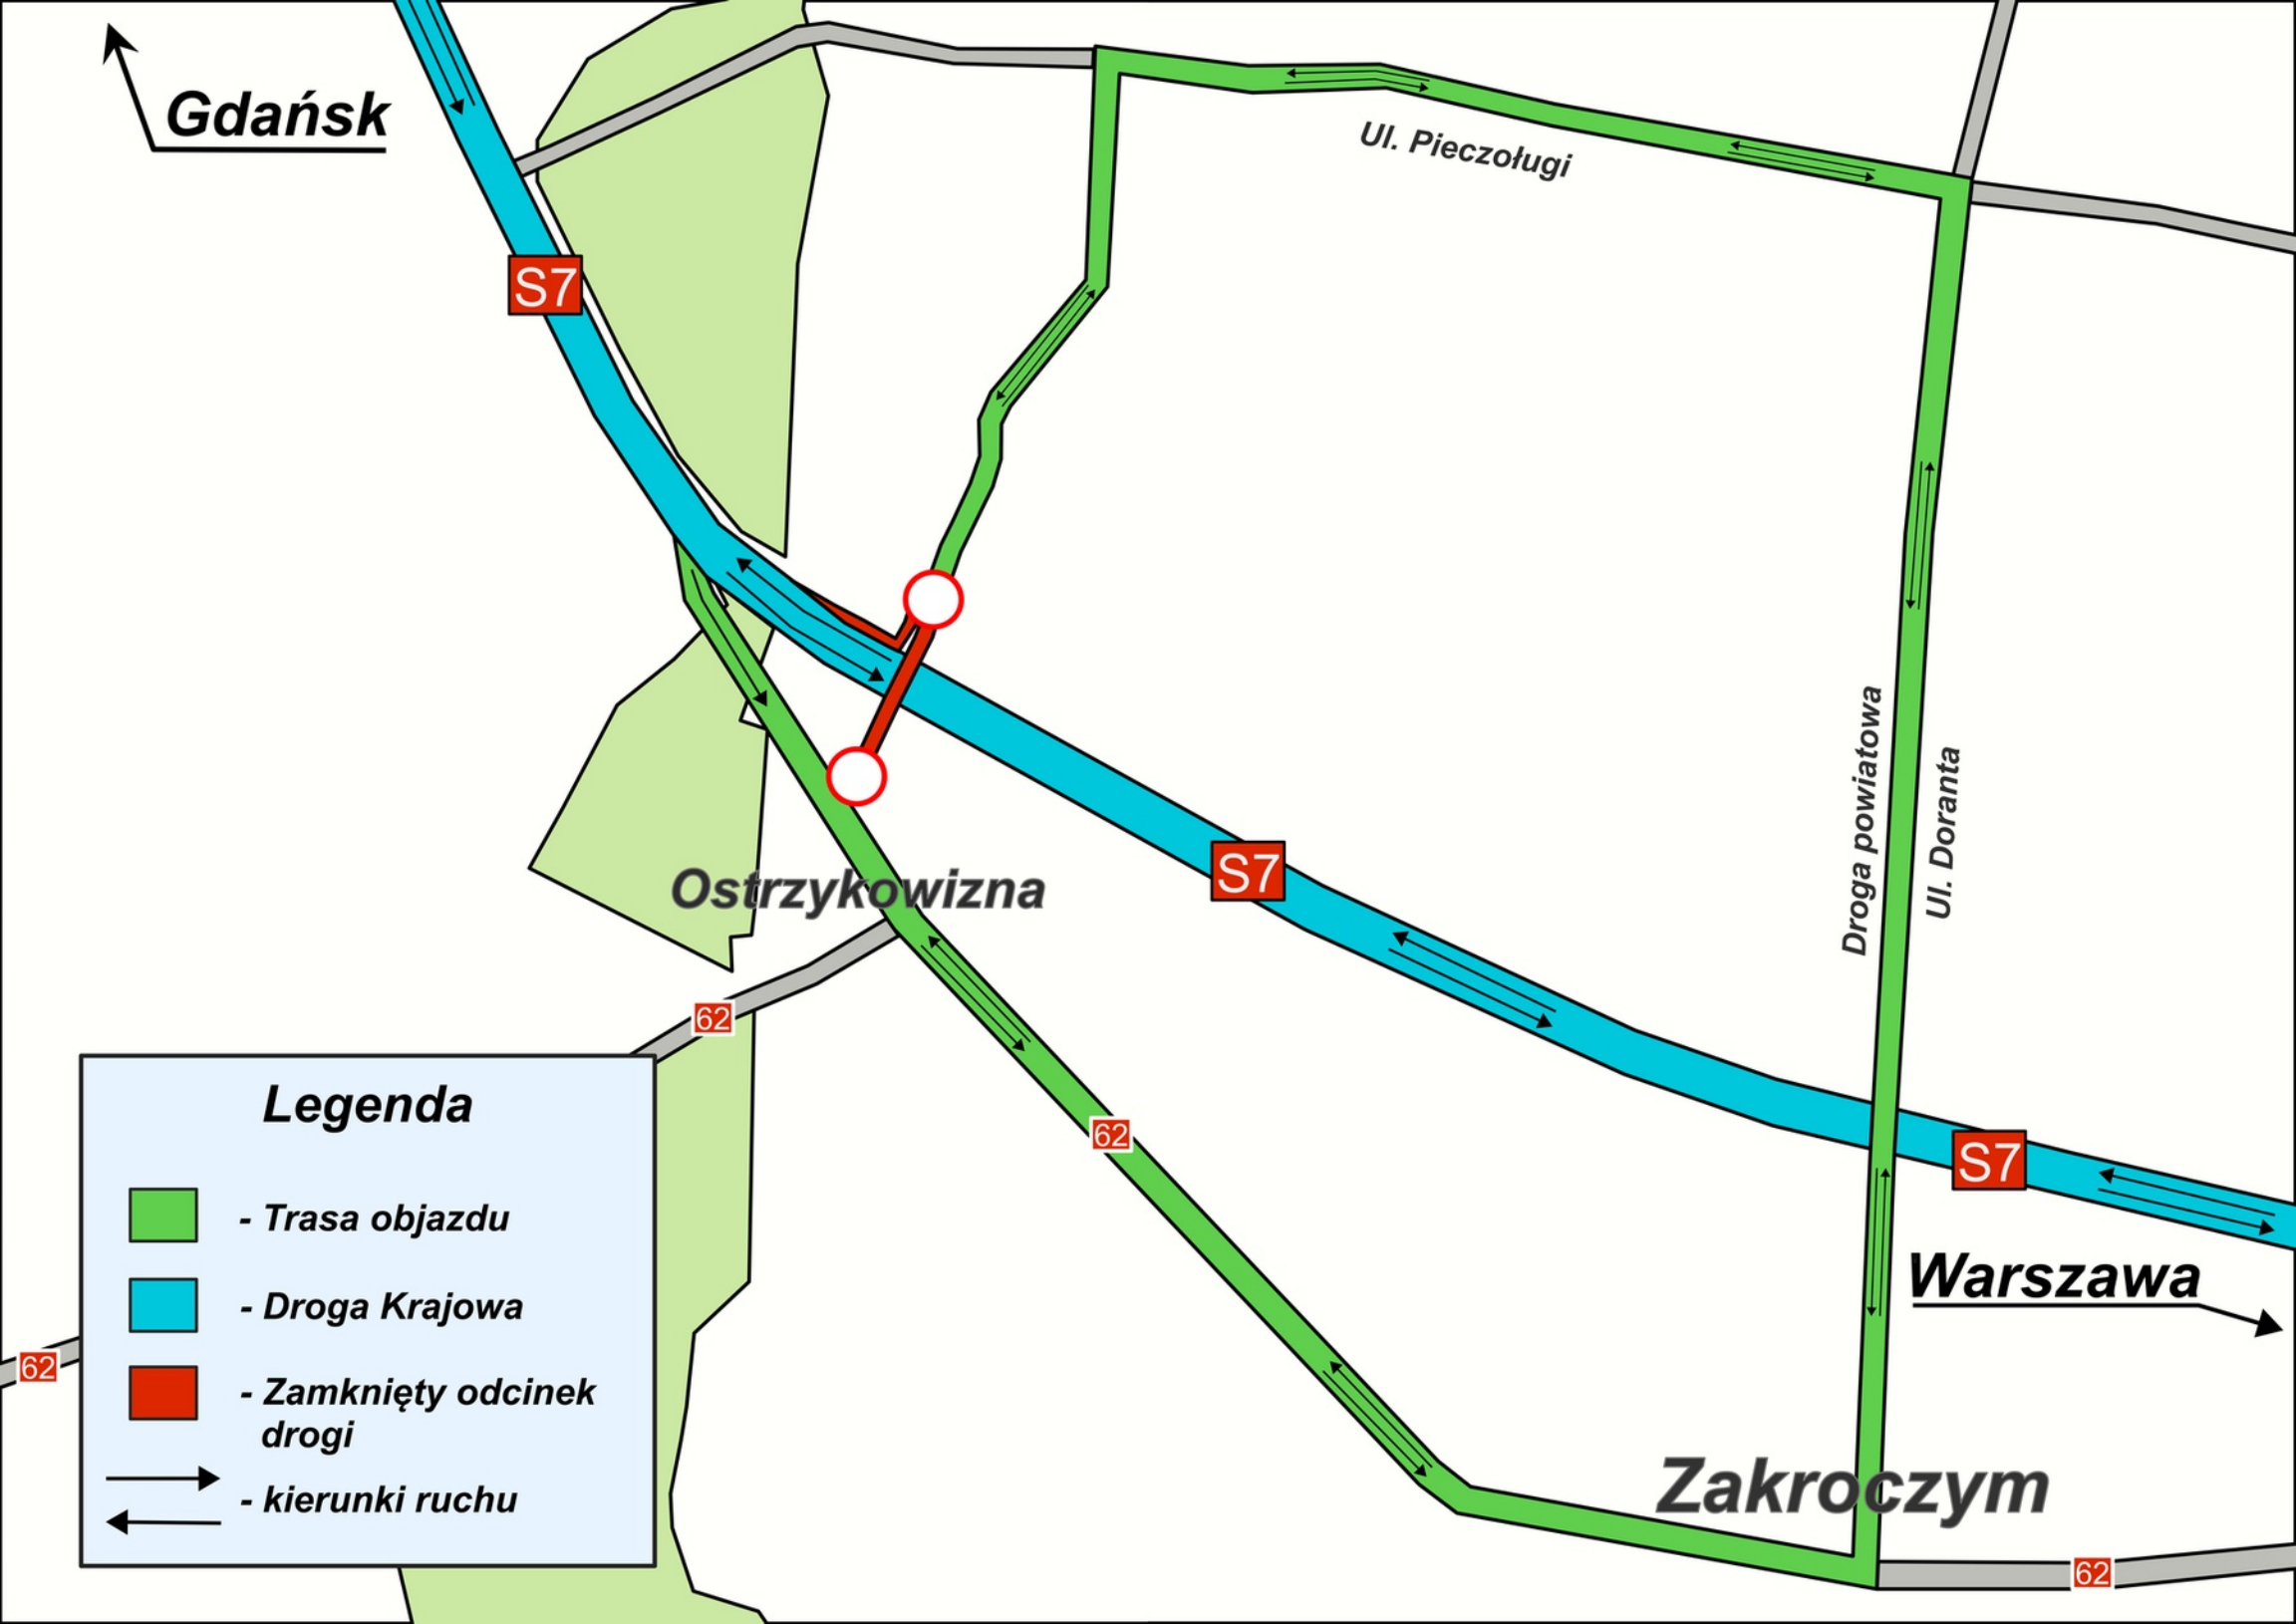 Gdańsk
Ul. Pieczoługi
S7
Droga powiatowa
Ul. Doranta
S7
Ostrzykowizna
62
62
S7
Warszawa
Legenda
- Trasa objazdu
- Droga Krajowa
- Zamknięty odcinek
drogi
- kierunki ruchu
62
Zakroczym
62